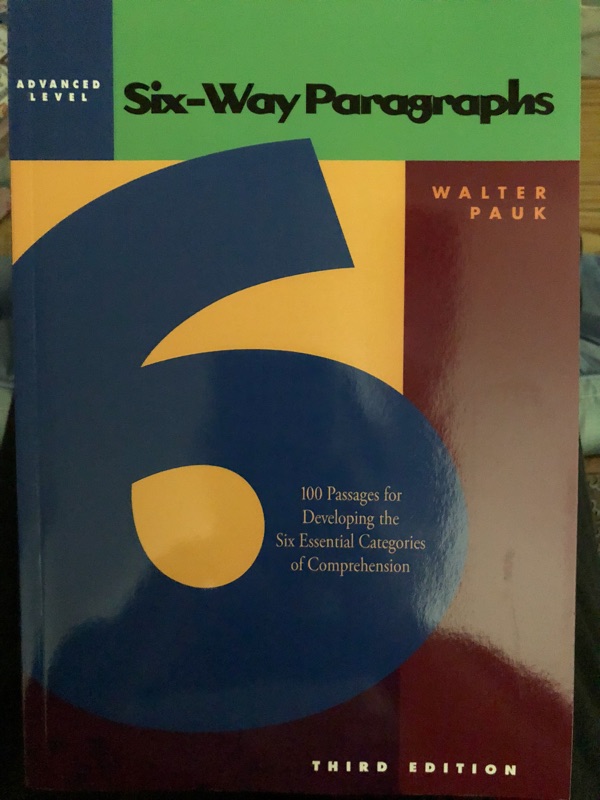 ADVANCED
LEVEL
Six-Way Paragraphs
WALTER
PAUK
6
100 Passages for
Developing the
Six Essential Categories
of Comprehension
THIRD EDITION